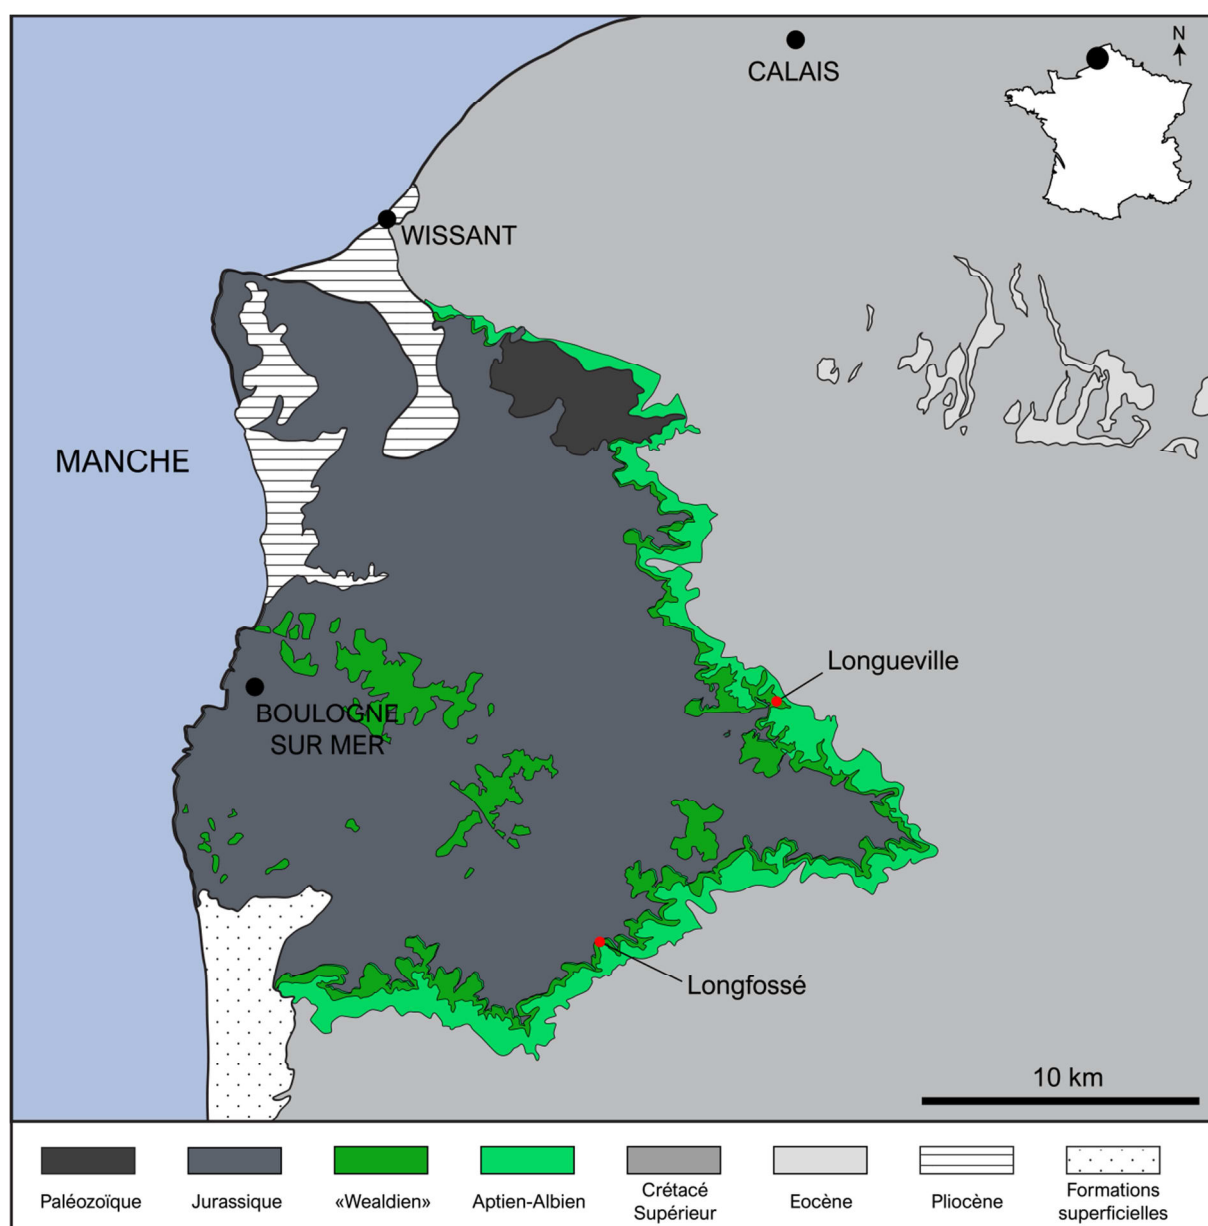 N
CALAIS
WISSANT
MANCHE
Longueville
BOULOGNE
SUR MER
Longfossé
10 km
Paléozoïque
Jurassique
«Wealdien»
Aptien-Albien
Crétacé
Supérieur
Eocène
Pliocène
Formations
superficielles